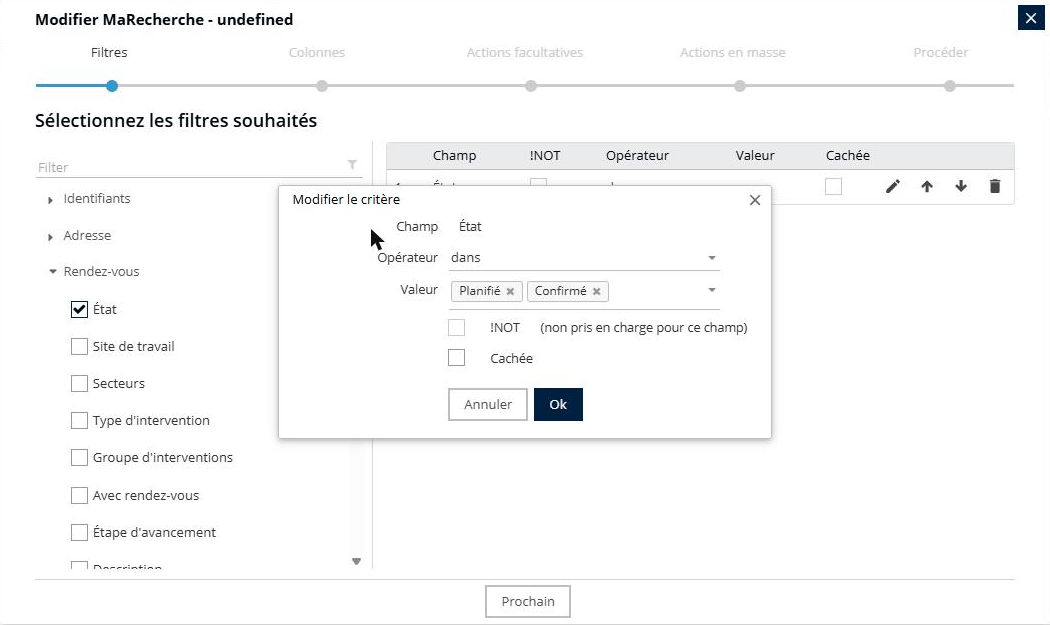 Modifier MaRecherche - undefined
Filtres Colonnes Actions facultatives Actions en masse Procéder
Sélectionnez les filtres souhaités
Filter
Champ !NOT Opérateur Valeur Cachée
Identifiants
Adresse
Rendez-vous
État
Site de travail
Secteurs
Type d'intervention
Groupe d'interventions
Avec rendez-vous
Étape d'avancement
Description
Modifier le critère
Champ État
Opérateur dans
Valeur Planifié Confirmé
!NOT (non pris en charge pour ce champ)
Cachée
Annuler Ok
Prochain